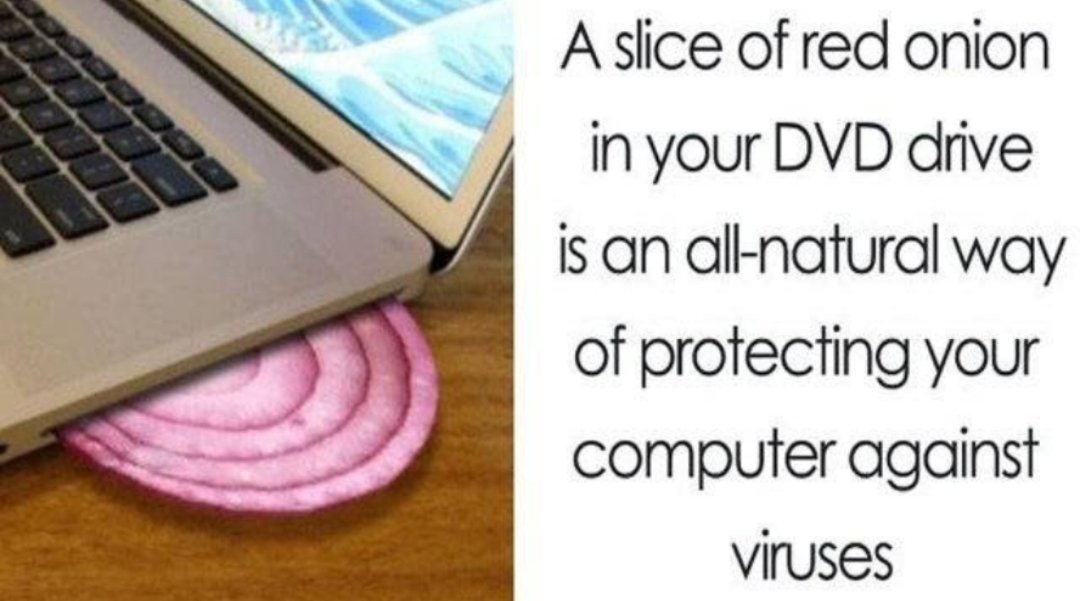 A slice of red onion
in your DVD drive
is an all-natural way
of protecting your
computer against
viruses